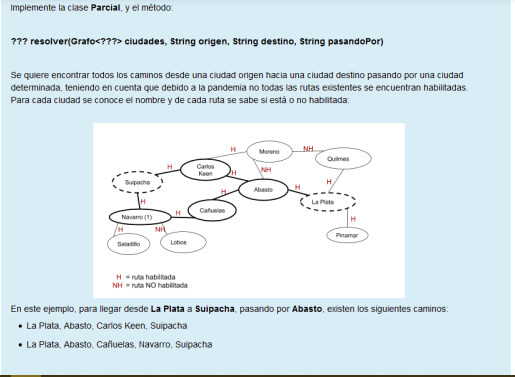 Implemente la clase Parcial, y el método:
??? resolver(Grafo<???> ciudades, String origen, String destino, String pasandoPor)
Se quiere encontrar todos los caminos desde una ciudad origen hacia una ciudad destino pasando por una ciudad
determinada, teniendo en cuenta que debido a la pandemia no todas las rutas existentes se encuentran habilitadas.
Para cada ciudad se conoce el nombre y de cada ruta se sabe si está o no habilitada:
H
Moreno
NH
Quilmes
H
Carlos
Keen
H
NH
Suipacha
H
Abasto
H
H
La Plata
H
Navarro (1)
H
Cañuelas
H
H
NH
Saladillo
Lobos
Pinamar
H = ruta habilitada
NH = ruta NO habilitada
En este ejemplo, para llegar desde La Plata a Suipacha, pasando por Abasto, existen los siguientes caminos:
• La Plata, Abasto, Carlos Keen, Suipacha
• La Plata, Abasto, Cañuelas, Navarro, Suipacha